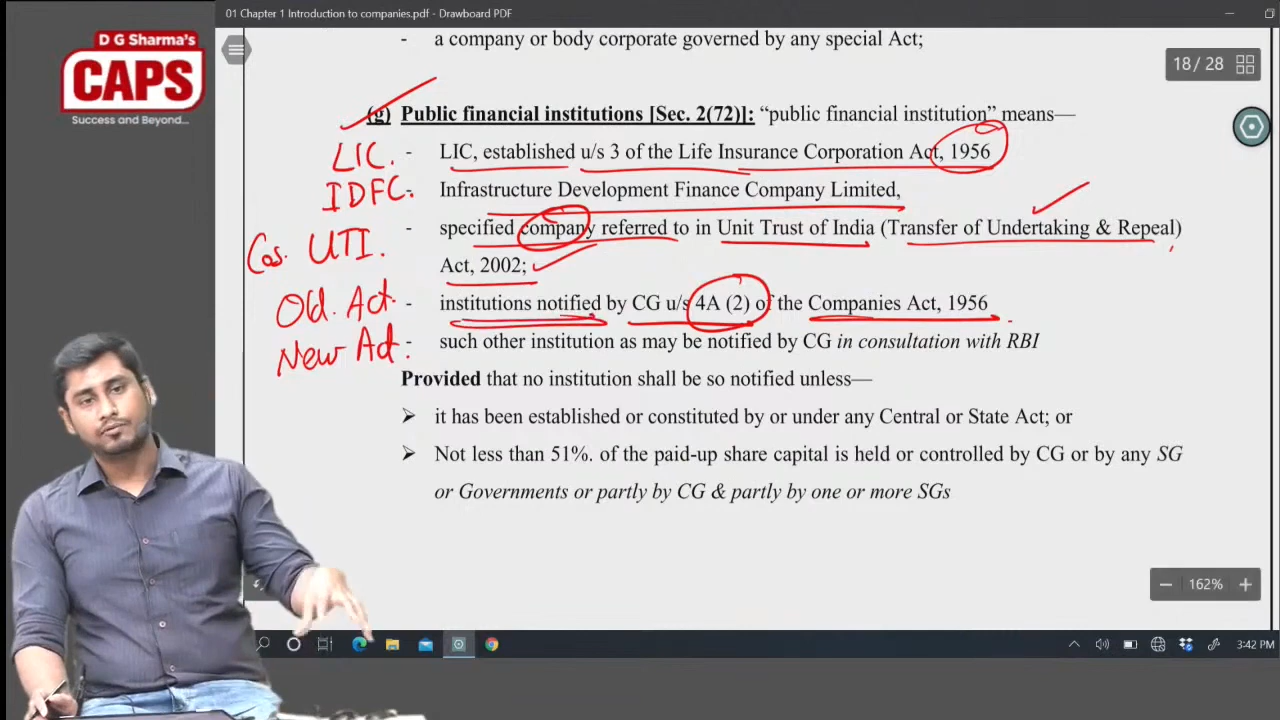 01 Chapter 1 Introduction to companies.pdf - Drawboard PDF
D G Sharma's
CAPS
Success and Beyond...
18 / 28
- a company or body corporate governed by any special Act;
(g) Public financial institutions [Sec. 2(72)]: “public financial institution” means—
LIC. - LIC, established u/s 3 of the Life Insurance Corporation Act, 1956
IDFC. - Infrastructure Development Finance Company Limited,
Cos. UTI. - specified company referred to in Unit Trust of India (Transfer of Undertaking & Repeal)
Act, 2002;
Old. Act. - institutions notified by CG u/s 4A (2) of the Companies Act, 1956
New Act. - such other institution as may be notified by CG in consultation with RBI
Provided that no institution shall be so notified unless—
➢ it has been established or constituted by or under any Central or State Act; or
➢ Not less than 51%. of the paid-up share capital is held or controlled by CG or by any SG
or Governments or partly by CG & partly by one or more SGs
162%
3:42 PM